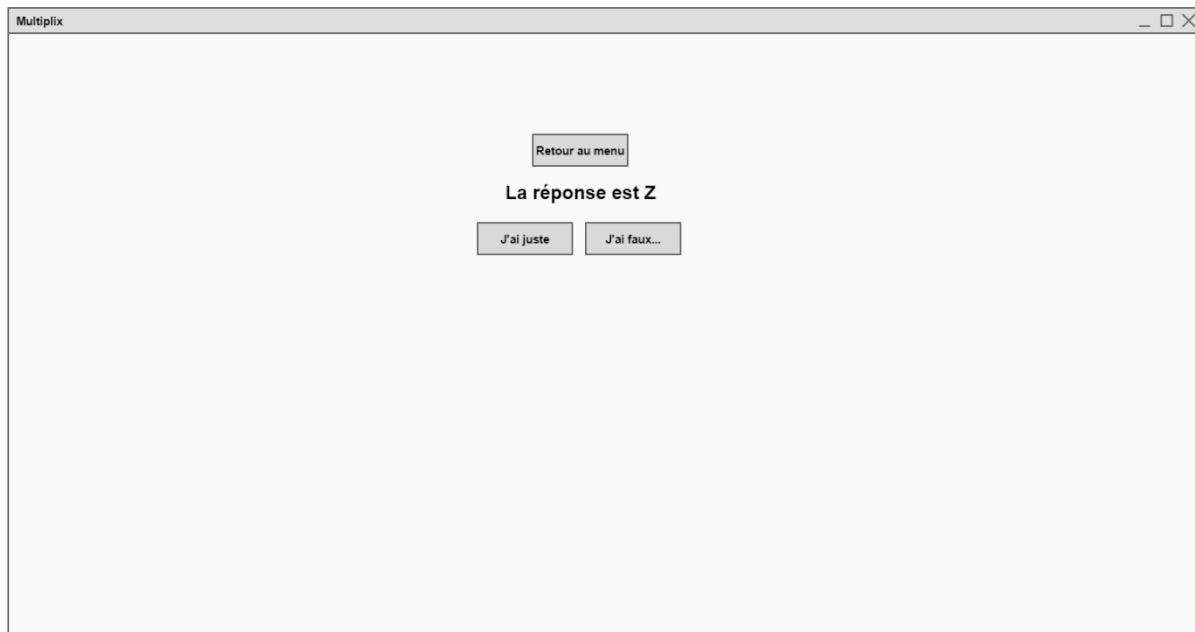 Multiplix
Retour au menu
La réponse est Z
J'ai juste
J'ai faux...